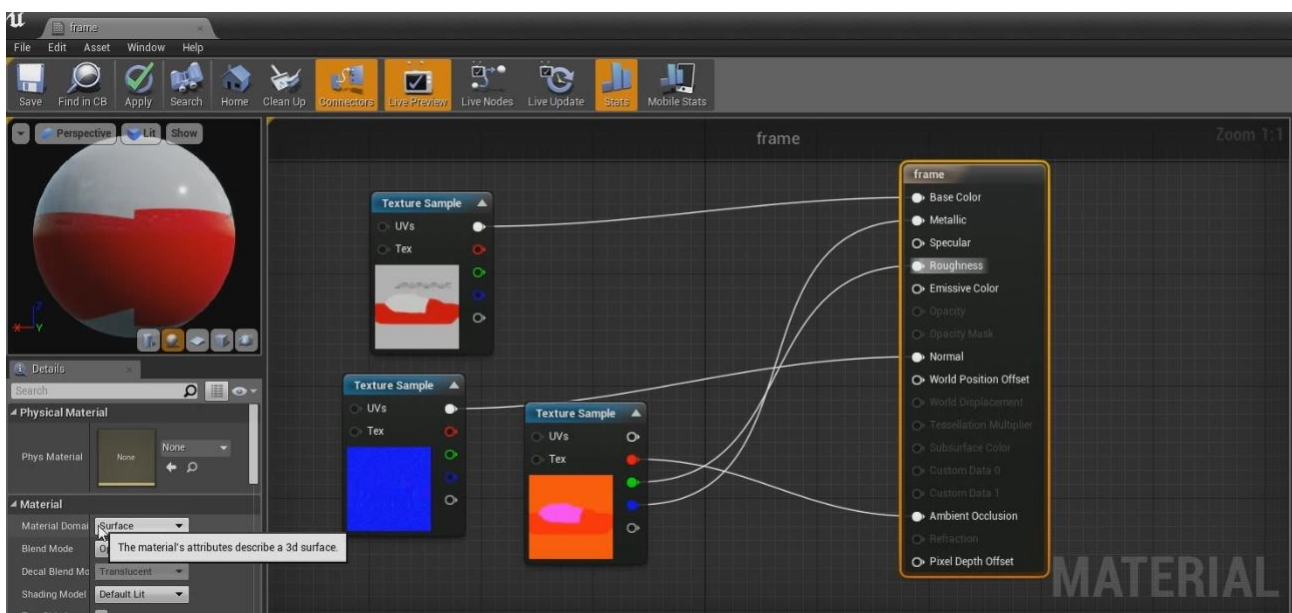 frame
File Edit Asset Window Help
Save Find in CB Apply Search Home Clean Up Connectors Live Preview Live Nodes Live Update Stats Mobile Stats
Perspective Lit Show
frame
Zoom 1:1
Texture Sample
UVs
Tex
Texture Sample
UVs
Tex
Texture Sample
UVs
Tex
frame
Base Color
Metallic
Specular
Roughness
Emissive Color
Opacity
Opacity Mask
Normal
World Position Offset
World Displacement
Tessellation Multiplier
Subsurface Color
Custom Data 0
Custom Data 1
Ambient Occlusion
Refraction
Pixel Depth Offset
MATERIAL
Z
X Y
Details
Search
Physical Material
Phys Material None None
Material
Material Domai Surface
The material's attributes describe a 3d surface.
Blend Mode Op
Decal Blend Mo Translucent
Shading Model Default Lit